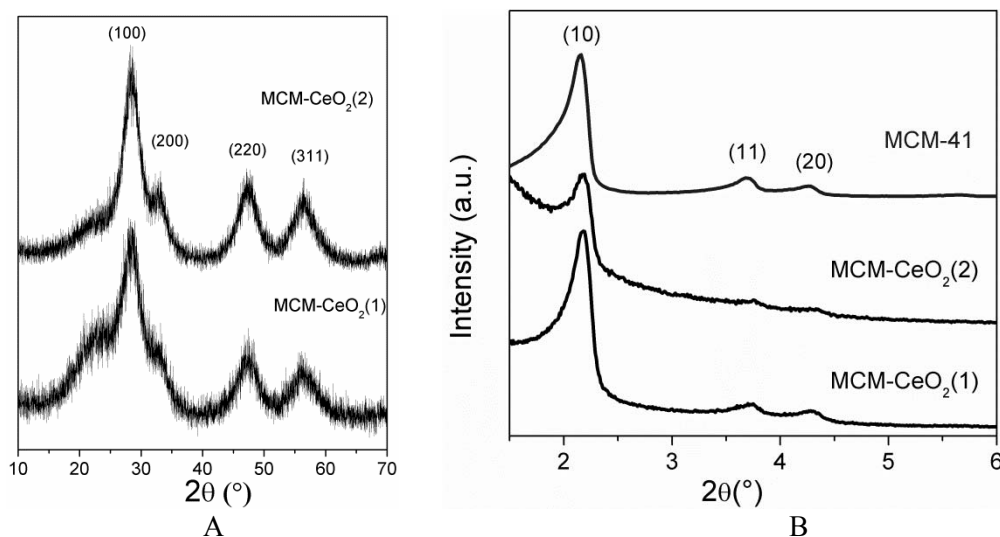 (100)
MCM-CeO₂(2)
(200)
(220)
(311)
MCM-CeO₂(1)
10 20 30 40 50 60 70
2θ (°)
A
Intensity (a.u.)
(10)
MCM-41
(11)
(20)
MCM-CeO₂(2)
MCM-CeO₂(1)
2 3 4 5 6
2θ(°)
B